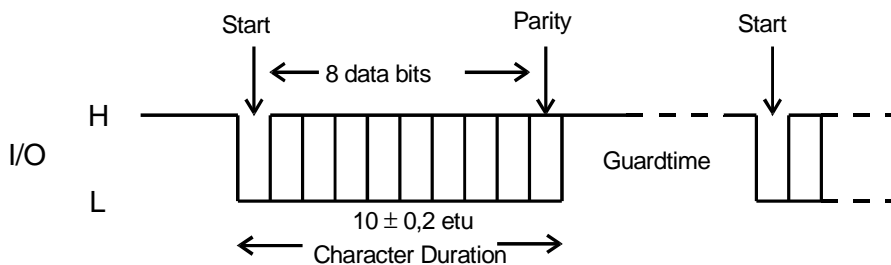 Start
Parity
Start
8 data bits
H
I/O
Guardtime
L
10 ± 0,2 etu
Character Duration